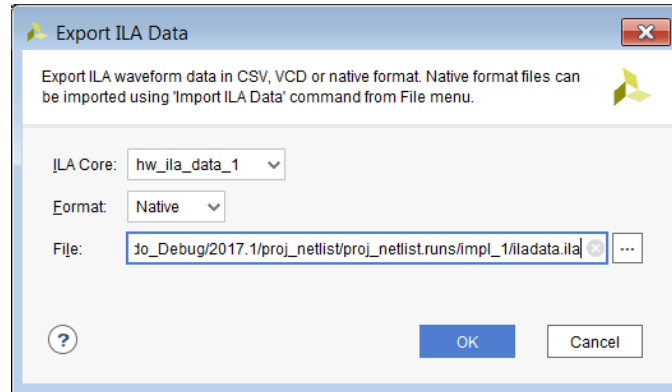 Export ILA Data
Export ILA waveform data in CSV, VCD or native format. Native format files can
be imported using 'Import ILA Data' command from File menu.
ILA Core: hw_ila_data_1
Format: Native
File: do_Debug/2017.1/proj_netlist/proj_netlist.runs/impl_1/iladata.ila ...
? OK Cancel